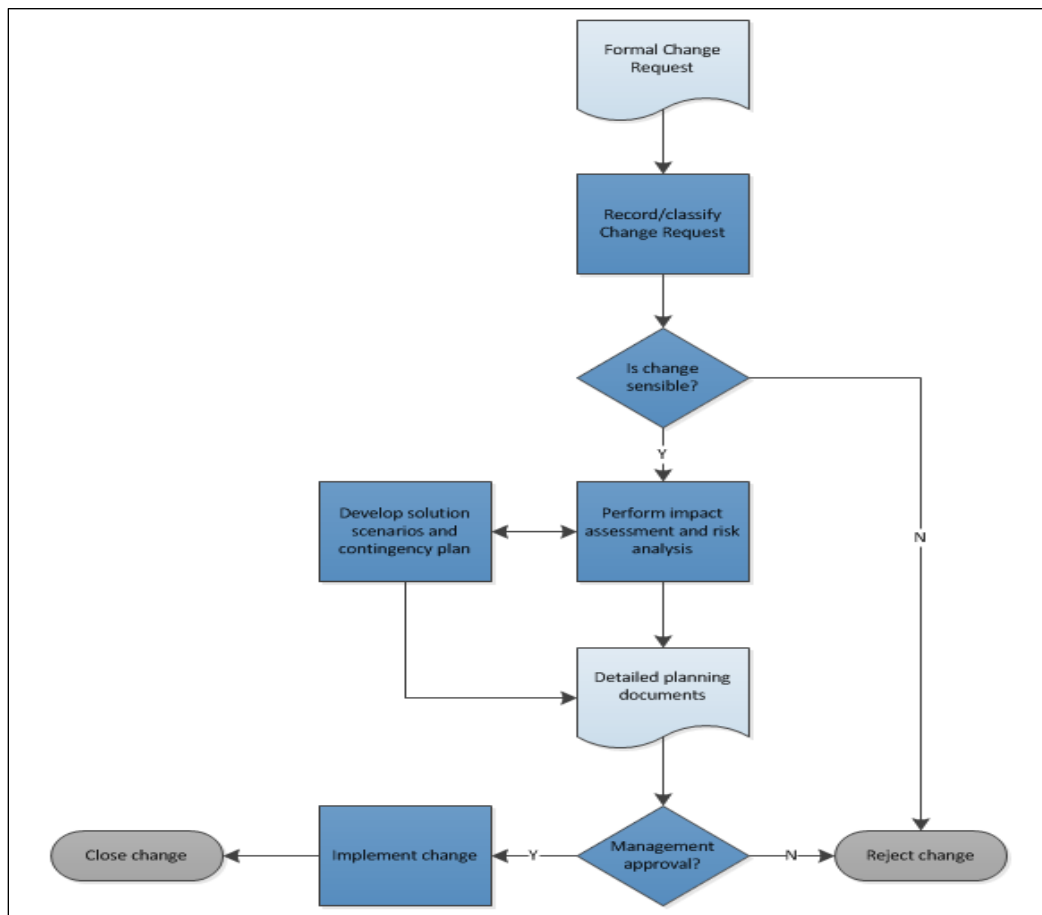 Formal Change
Request
Record/classify
Change Request
Is change
sensible?
Y
N
Develop solution
scenarios and
contingency plan
Perform impact
assessment and risk
analysis
Detailed planning
documents
Close change
Implement change
Y
Management
approval?
N
Reject change